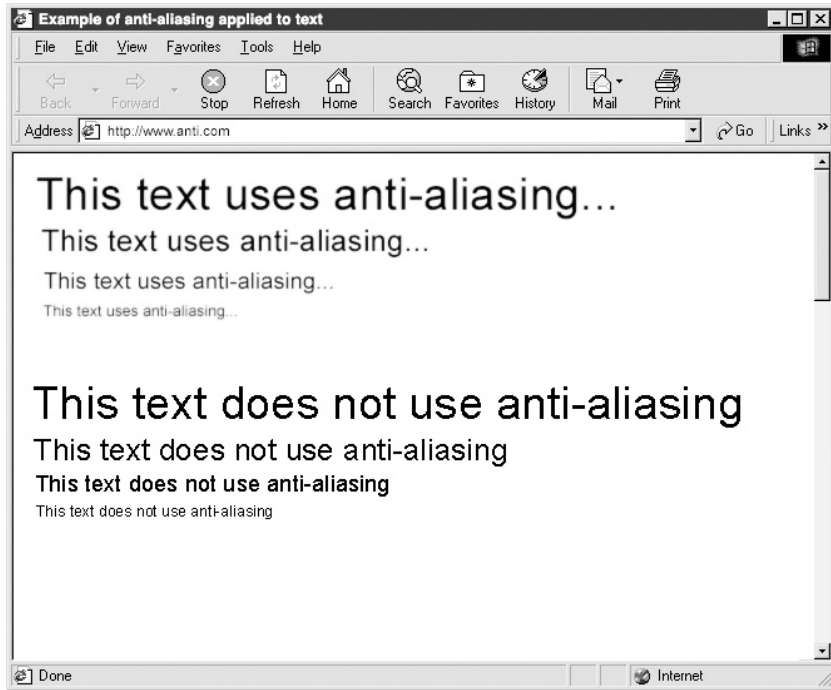 Example of anti-aliasing applied to text
File Edit View Favorites Tools Help
Back Forward Stop Refresh Home Search Favorites History Mail Print
Address http://www.anti.com Go Links »
This text uses anti-aliasing...
This text uses anti-aliasing...
This text uses anti-aliasing...
This text uses anti-aliasing...
This text does not use anti-aliasing
This text does not use anti-aliasing
This text does not use anti-aliasing
This text does not use anti-aliasing
Done Internet